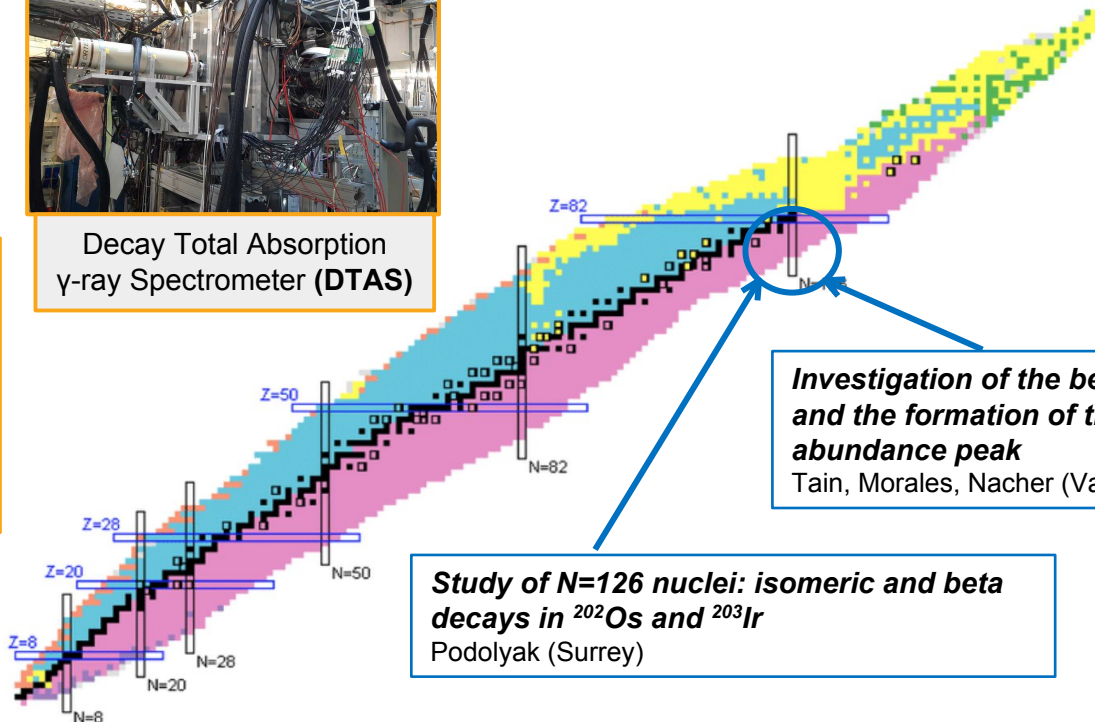 Decay Total Absorption
γ-ray Spectrometer (DTAS)
Z=82
Z=50
N=82
Z=28
N=50
Z=20
N=28
Z=8
N=20
N=8
Investigation of the
and the formation of
abundance peak
Tain, Morales, Nacher
Study of N=126 nuclei: isomeric and beta
decays in ²⁰²Os and ²⁰³Ir
Podolyak (Surrey)